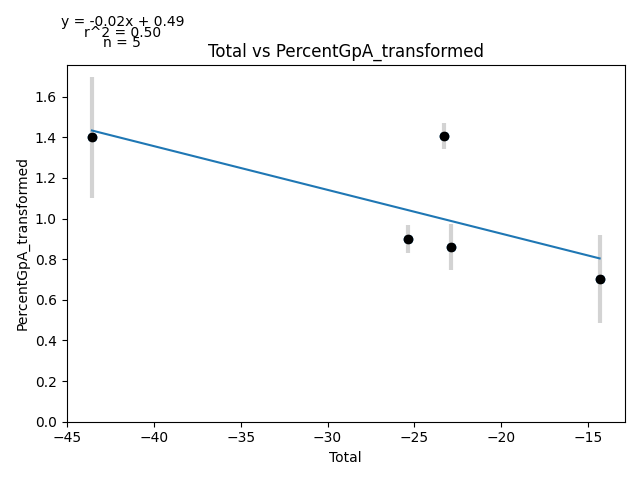 y = -0.02x + 0.49
r^2 = 0.50
n = 5
Total vs PercentGpA_transformed
PercentGpA_transformed
1.6
1.4
1.2
1.0
0.8
0.6
0.4
0.2
0.0
−45 −40 −35 −30 −25 −20 −15
Total